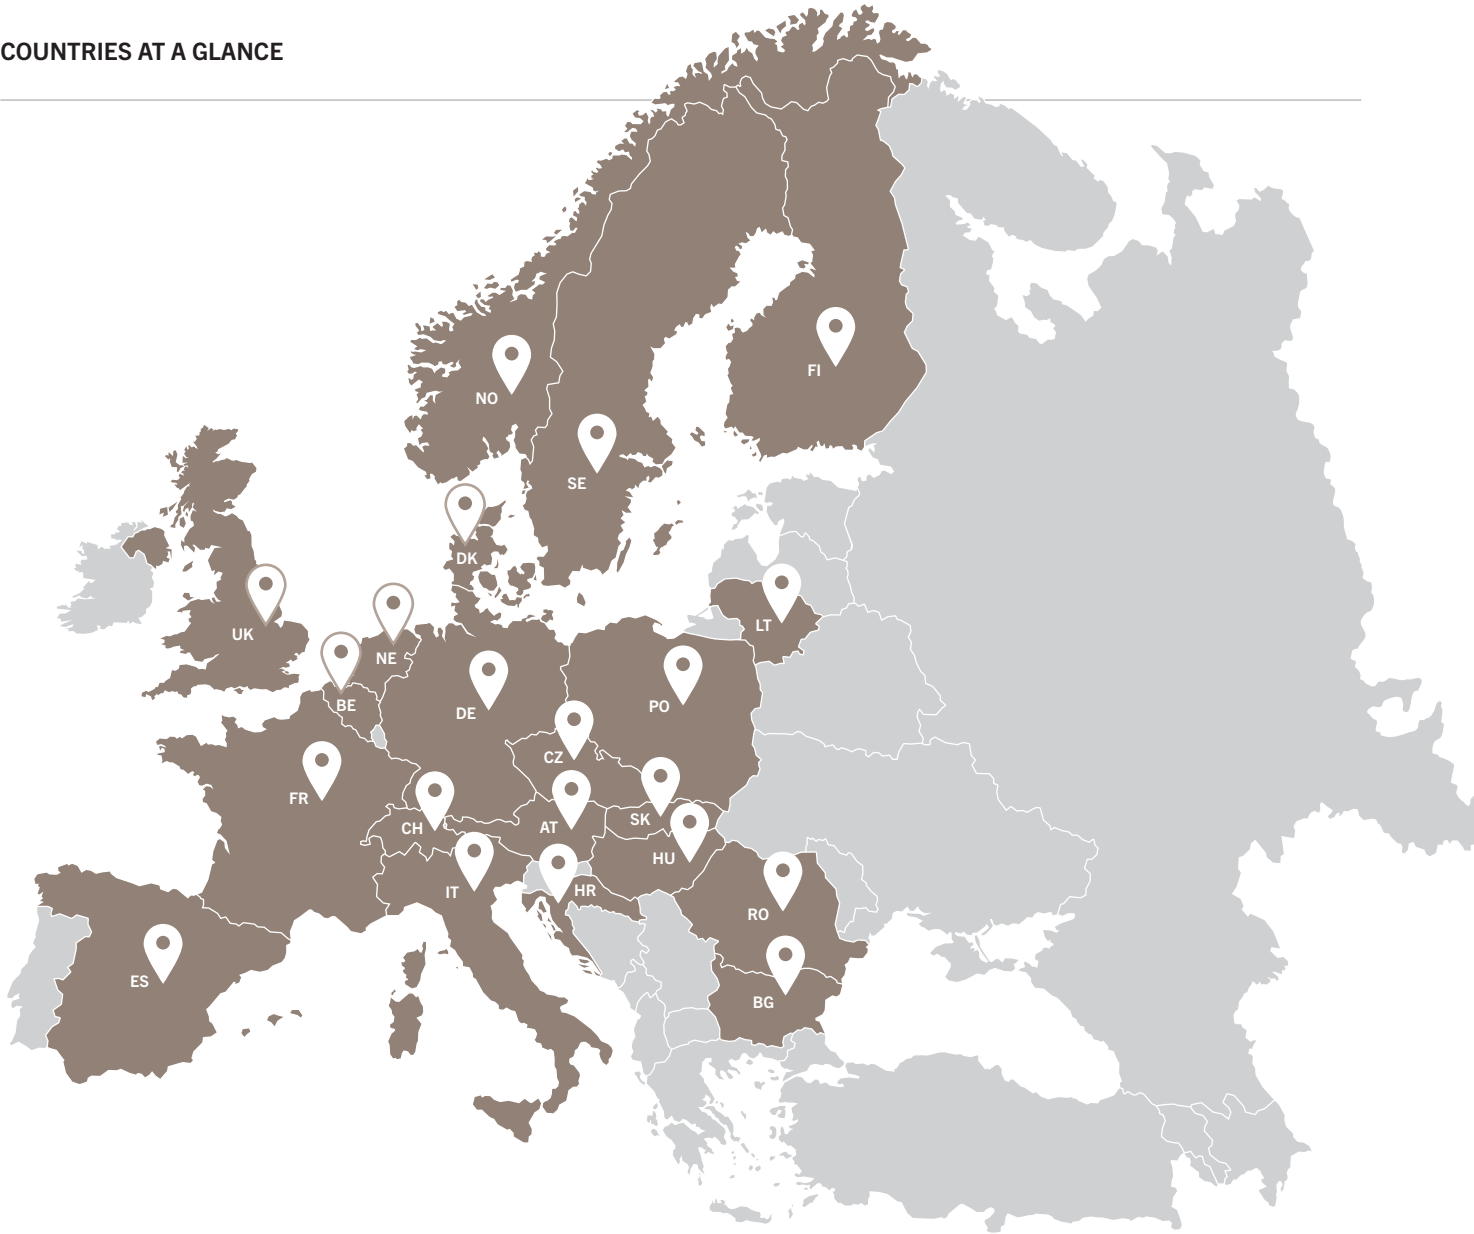 COUNTRIES AT A GLANCE
FI
NO
SE
DK
LT
UK
NE
BE
PO
DE
CZ
FR
SK
AT
CH
HU
HR
IT
RO
ES
BG